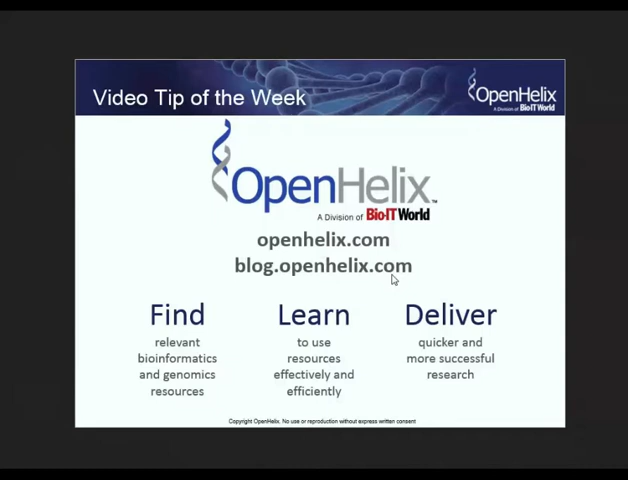 Video Tip of the Week
OpenHelix
A Division of Bio-IT World
OpenHelix™
A Division of Bio-IT World
openhelix.com
blog.openhelix.com
Find
relevant
bioinformatics
and genomics
resources
Learn
to use
resources
effectively and
efficiently
Deliver
quicker and
more successful
research
Copyright OpenHelix. No use or reproduction without express written consent